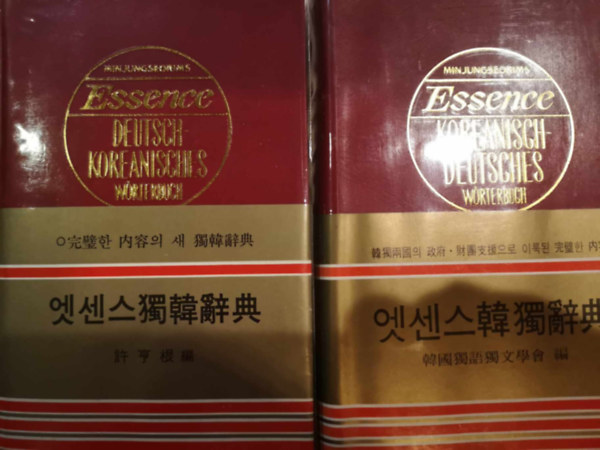 MINJUNGSEORIM'S
Essence
DEUTSCH-
KOREANISCHES
WÖRTERBUCH
○完璧한 內容의 새 獨韓辭典
엣센스獨韓辭典
許亨根編
MINJUNGSEORIM'S
Essence
KOREANISCH-
DEUTSCHES
WÖRTERBUCH
韓獨兩國의 政府·財團支援으로 이룩된 完璧한 內容
엣센스韓獨辭典
韓國獨語獨文學會 編